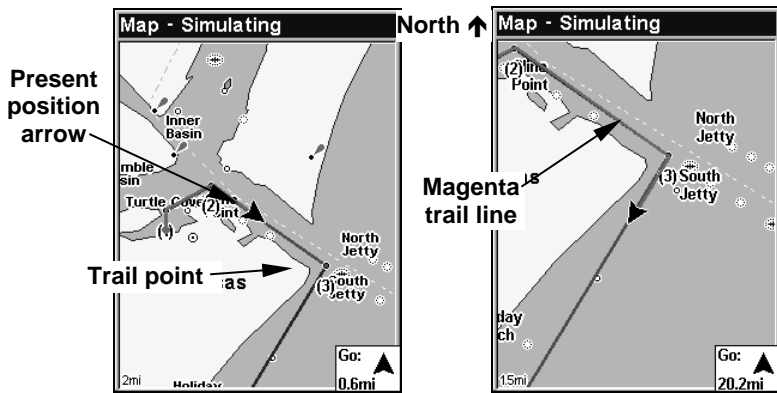 Map - Simulating
North
Map - Simulating
Present
position
arrow
Inner
Basin
Turtle Cove
(2)
(1)
Trail point
North
Jetty
(3)
South
Jetty
Holiday
2mi
Go:
0.6mi
(2)
Point
North
Jetty
(3) South
Jetty
Magenta
trail line
1.5mi
Go:
20.2mi